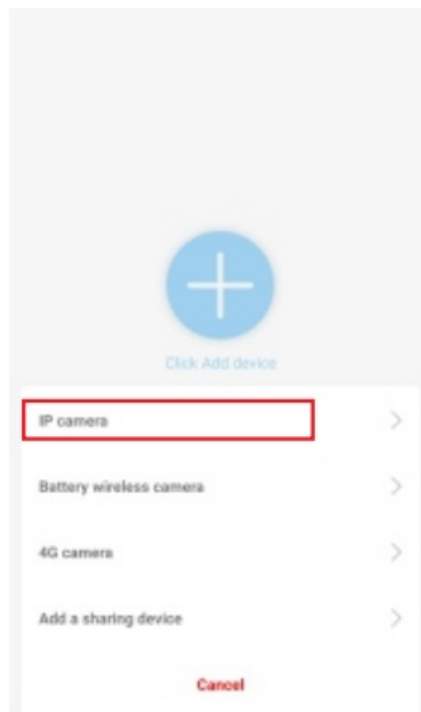 Click Add device
IP camera
Battery wireless camera
4G camera
Add a sharing device
Cancel